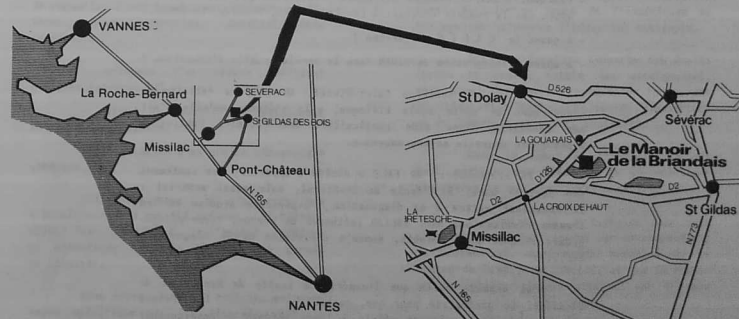 VANNES
La Roche-Bernard
SEVERAC
St GILDAS DES BOIS
Missilac
Pont-Château
N 165
NANTES
St Dolay
D 526
Sévérac
LA GOUARAIS
Le Manoir
de la Briandais
D126
D2
D2
LA CROIX DE HAUT
St Gildas
LA
Missillac
N 165
N773